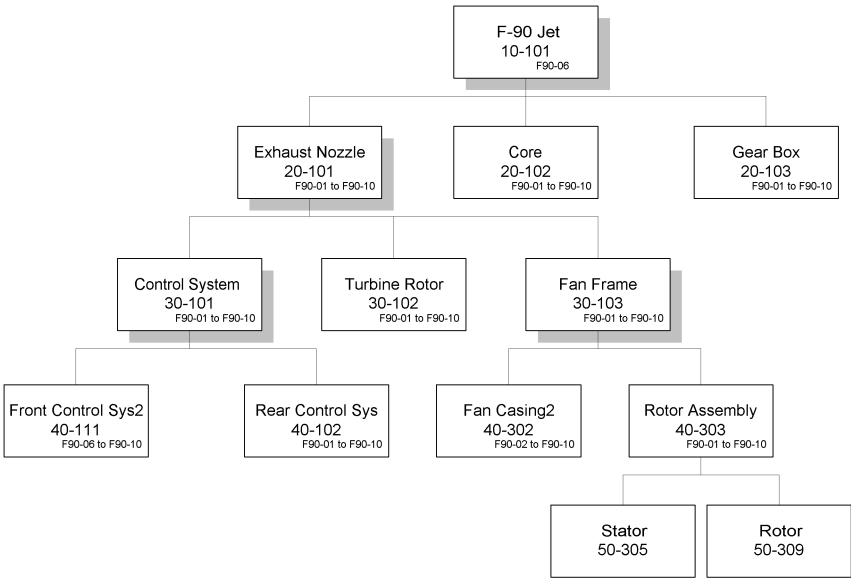 F-90 Jet
10-101
F90-06
Exhaust Nozzle
20-101
F90-01 to F90-10
Core
20-102
F90-01 to F90-10
Gear Box
20-103
F90-01 to F90-10
Control System
30-101
F90-01 to F90-10
Turbine Rotor
30-102
F90-01 to F90-10
Fan Frame
30-103
F90-01 to F90-10
Front Control Sys2
40-111
F90-06 to F90-10
Rear Control Sys
40-102
F90-01 to F90-10
Fan Casing2
40-302
F90-02 to F90-10
Rotor Assembly
40-303
F90-01 to F90-10
Stator
50-305
Rotor
50-309